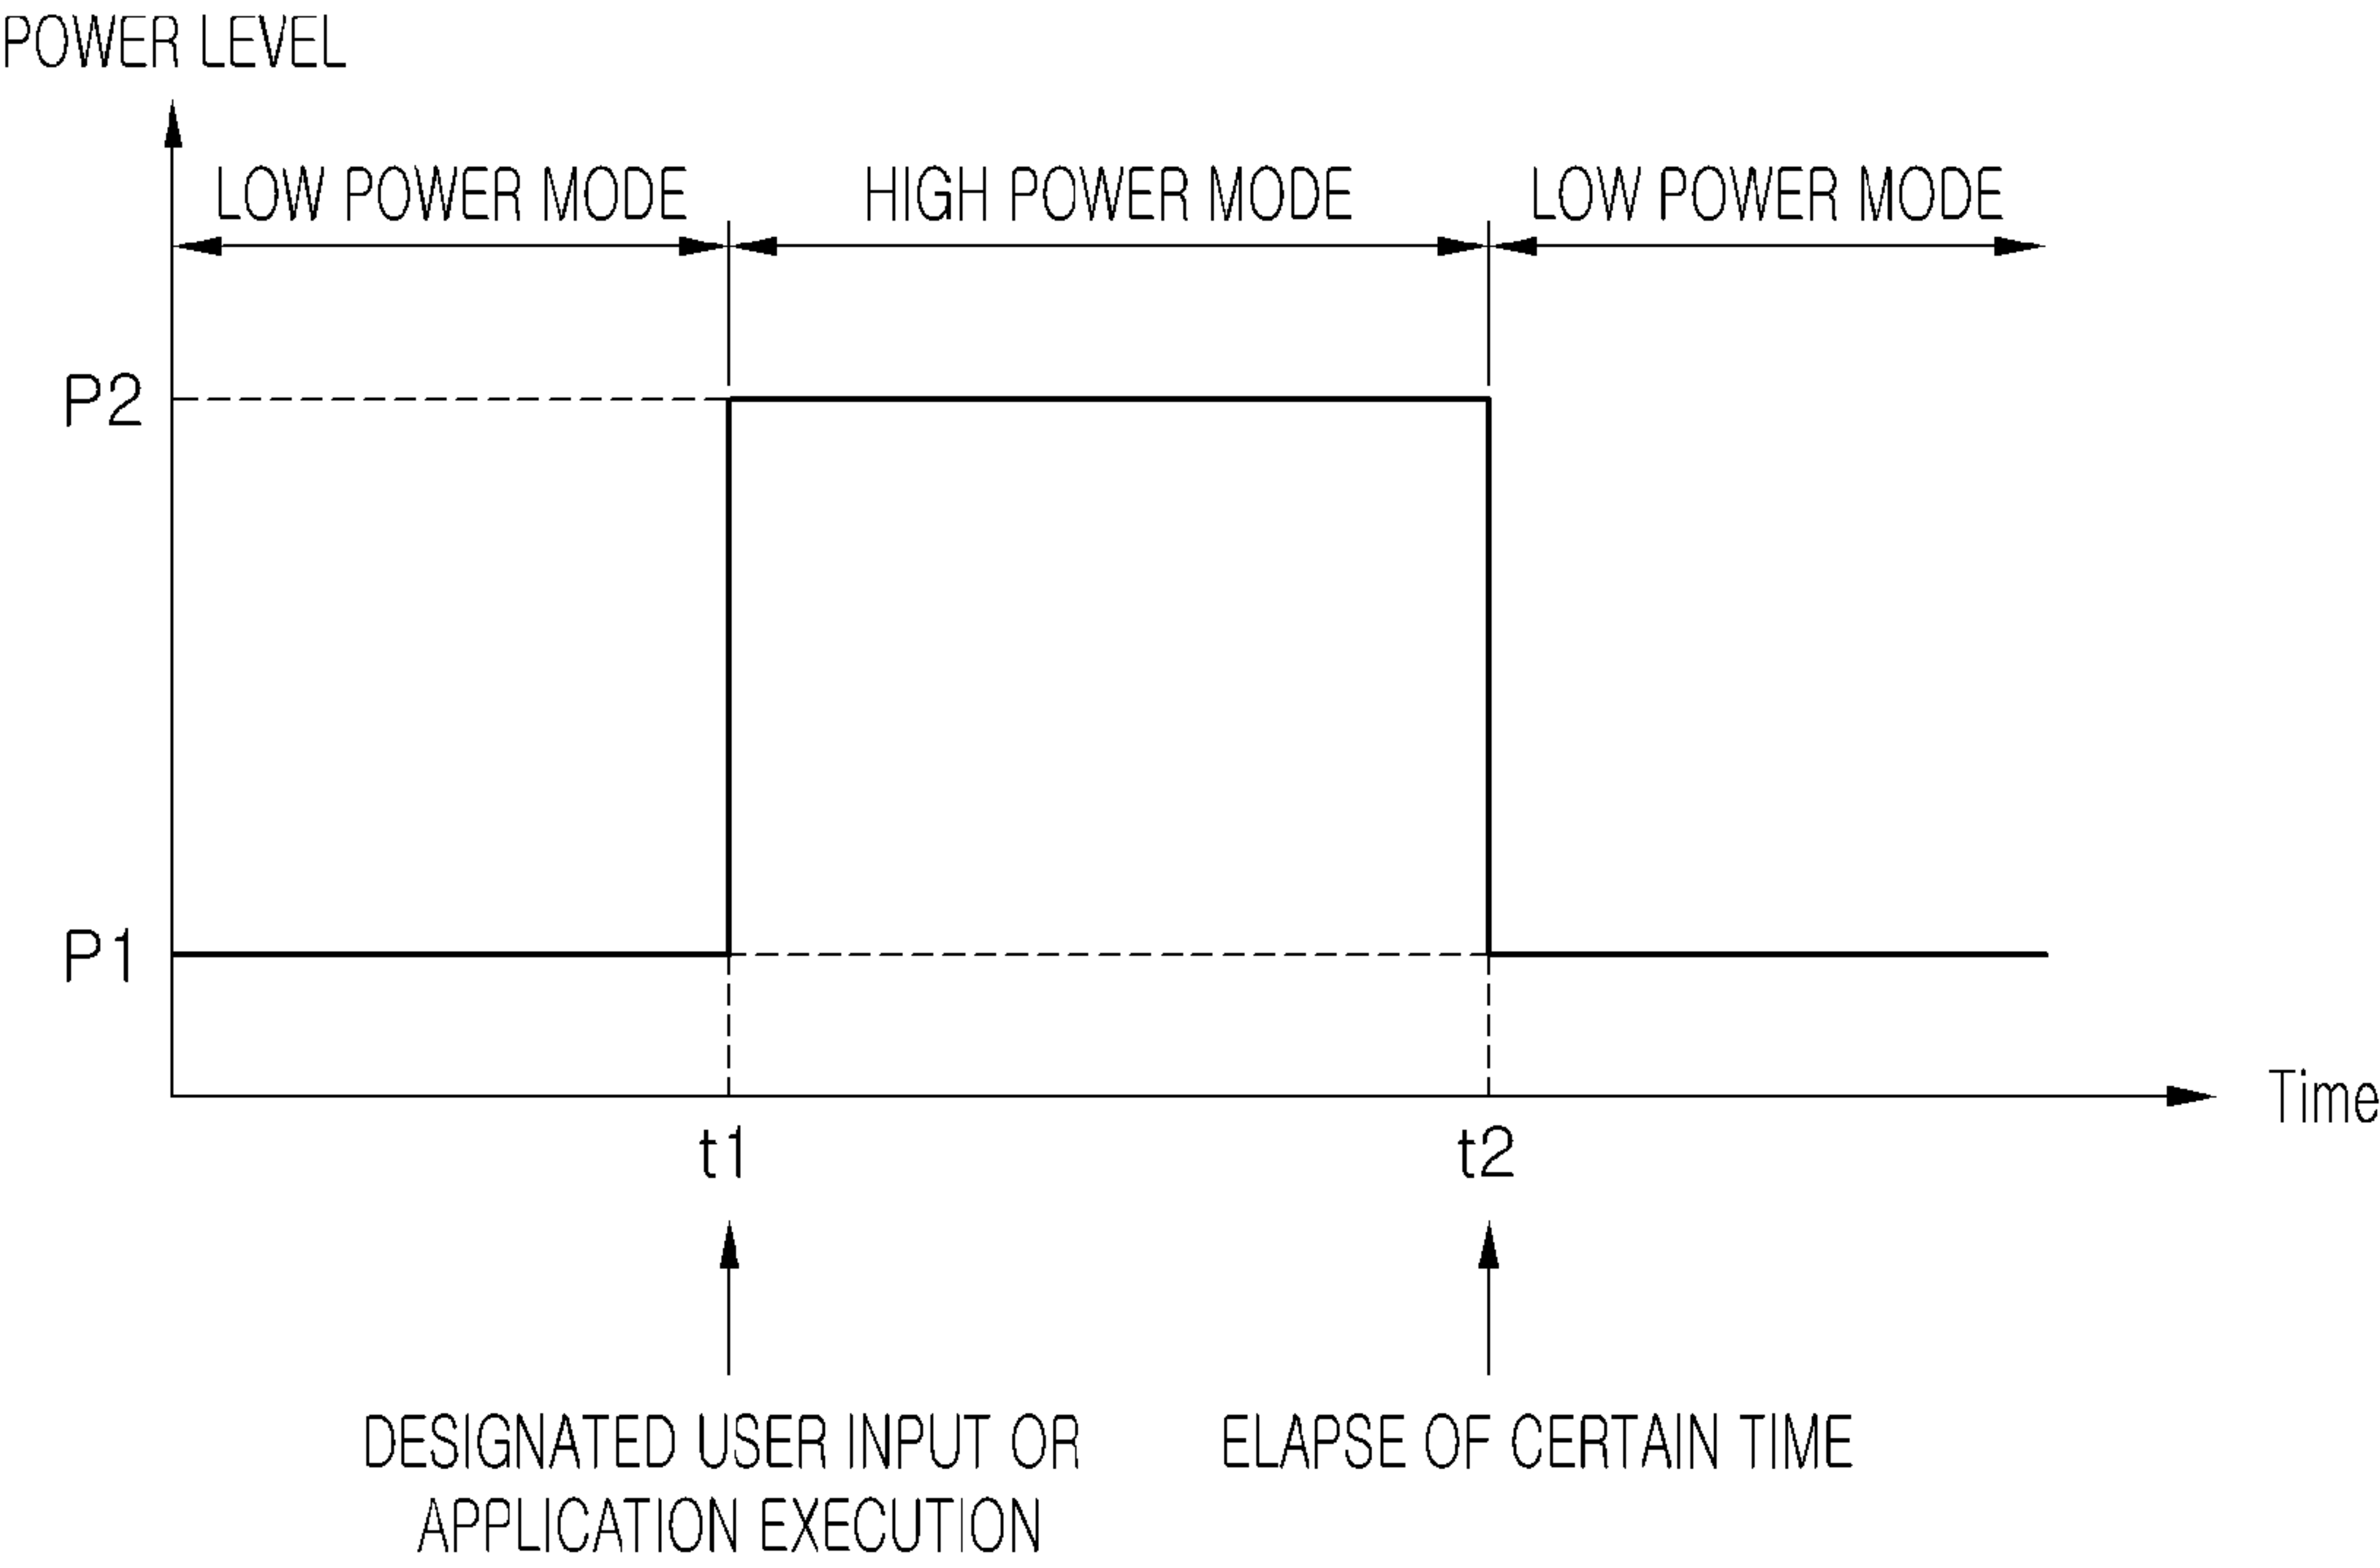 POWER LEVEL
LOW POWER MODE
HIGH POWER MODE
LOW POWER MODE
P2
P1
Time
t1
t2
DESIGNATED USER INPUT OR
APPLICATION EXECUTION
ELAPSE OF CERTAIN TIME